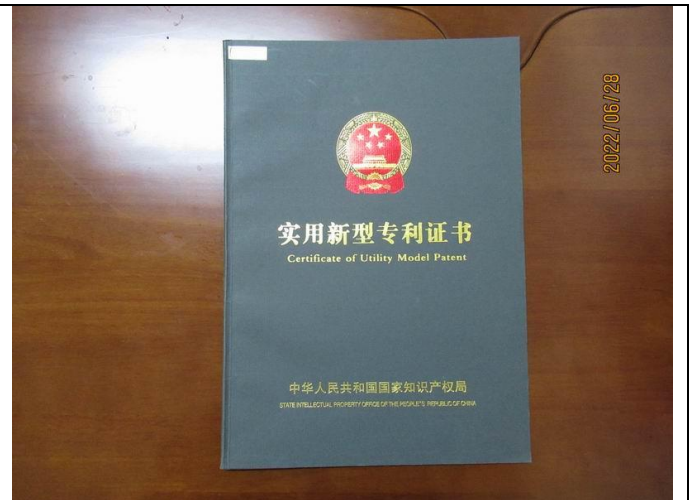 实用新型专利证书
Certificate of Utility Model Patent
中华人民共和国国家知识产权局
STATE INTELLECTUAL PROPERTY OFFICE OF THE PEOPLE'S REPUBLIC OF CHINA
2022/06/28